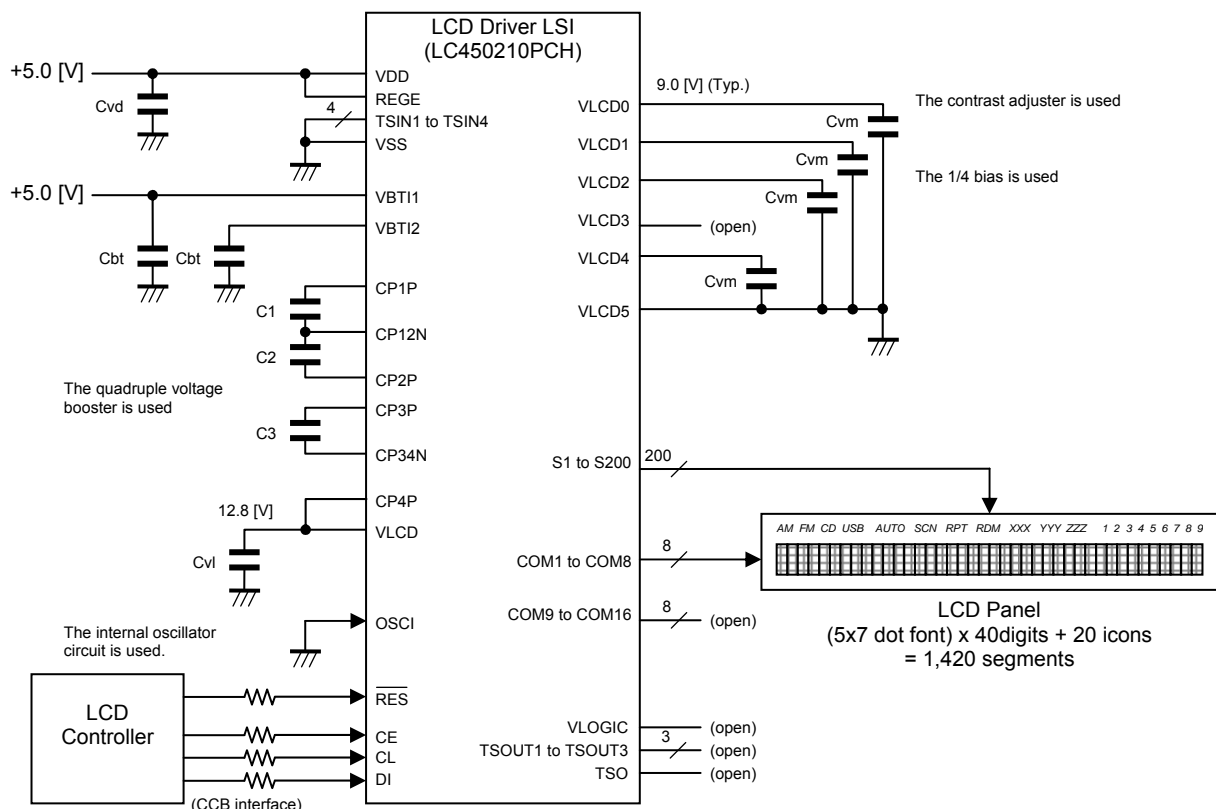 LCD Driver LSI
(LC450210PCH)
+5.0 [V]
Cvd
VDD
REGE
4
TSIN1 to TSIN4
VSS
+5.0 [V]
VBTI1
VBTI2
Cbt
Cbt
CP1P
C1
CP12N
C2
CP2P
The quadruple voltage
booster is used
CP3P
C3
CP34N
CP4P
12.8 [V]
VLCD
Cvl
OSCI
The internal oscillator
circuit is used.
LCD
Controller
RES
CE
CL
DI
(CCB interface)
9.0 [V] (Typ.)
VLCD0
Cvm
The contrast adjuster is used
VLCD1
Cvm
VLCD2
Cvm
The 1/4 bias is used
VLCD3
(open)
VLCD4
Cvm
VLCD5
S1 to S200
200
COM1 to COM8
8
COM9 to COM16
8
(open)
AM FM CD USB AUTO SCN RPT RDM XXX YYY ZZZ 1 2 3 4 5 6 7 8 9
LCD Panel
(5x7 dot font) x 40digits + 20 icons
= 1,420 segments
VLOGIC
(open)
TSOUT1 to TSOUT3
3
(open)
TSO
(open)